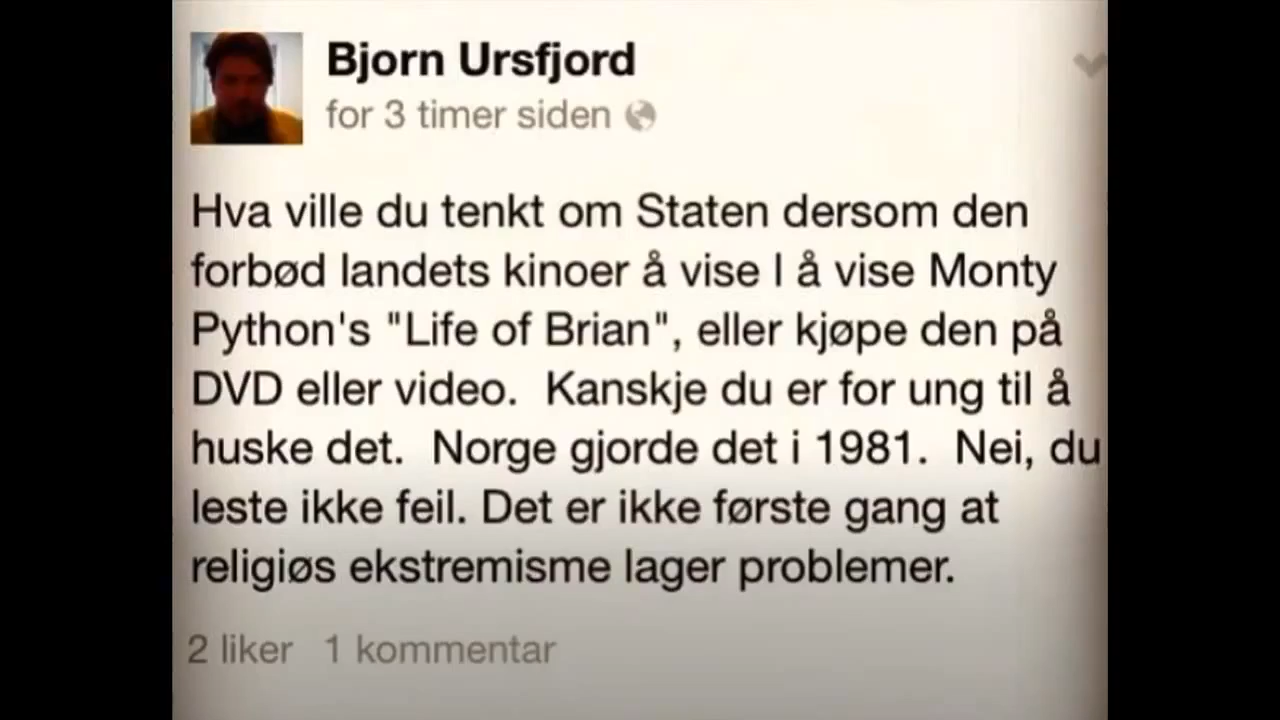 Bjorn Ursfjord
for 3 timer siden
Hva ville du tenkt om Staten dersom den
forbød landets kinoer å vise I å vise Monty
Python's "Life of Brian", eller kjøpe den på
DVD eller video.  Kanskje du er for ung til å
huske det.  Norge gjorde det i 1981.  Nei, du
leste ikke feil. Det er ikke første gang at
religiøs ekstremisme lager problemer.
2 liker 1 kommentar